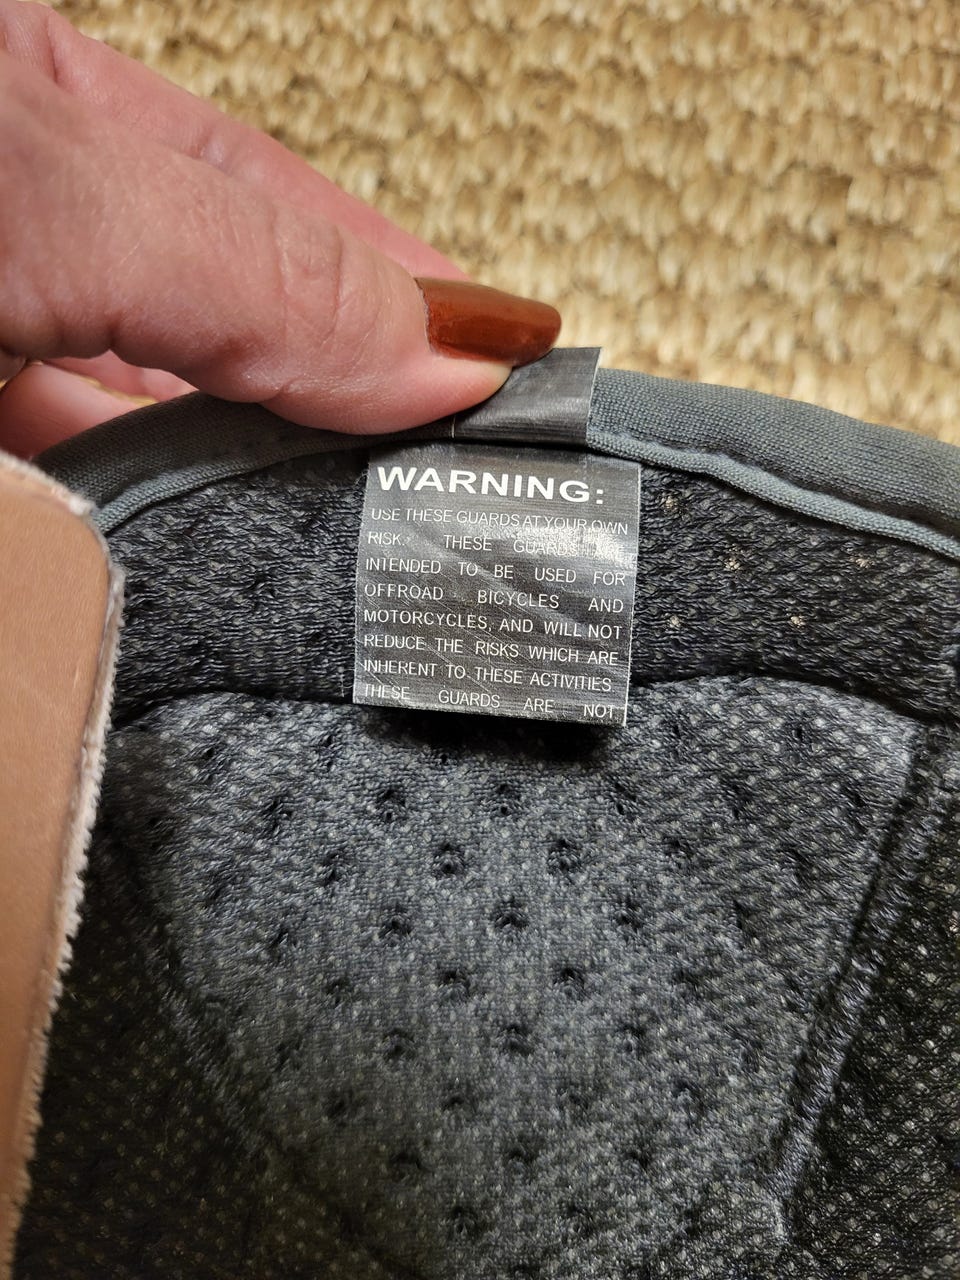 WARNING:
USE THESE GUARDS AT YOUR OWN
RISK. THESE GUARDS ARE
INTENDED TO BE USED FOR
OFFROAD BICYCLES AND
MOTORCYCLES, AND WILL NOT
REDUCE THE RISKS WHICH ARE
INHERENT TO THESE ACTIVITIES
THESE GUARDS ARE NOT